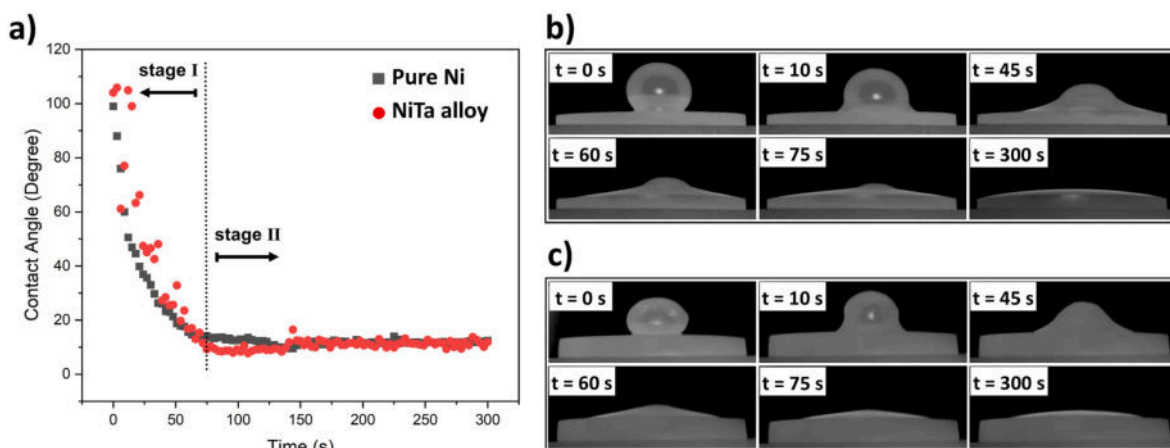 a)
120
100
80
60
40
20
0
Contact Angle (Degree)
stage I
Pure Ni
NiTa alloy
stage II
0 50 100 150 200 250 300
Time (s)
b)
t = 0 s t = 10 s t = 45 s
t = 60 s t = 75 s t = 300 s
c)
t = 0 s t = 10 s t = 45 s
t = 60 s t = 75 s t = 300 s